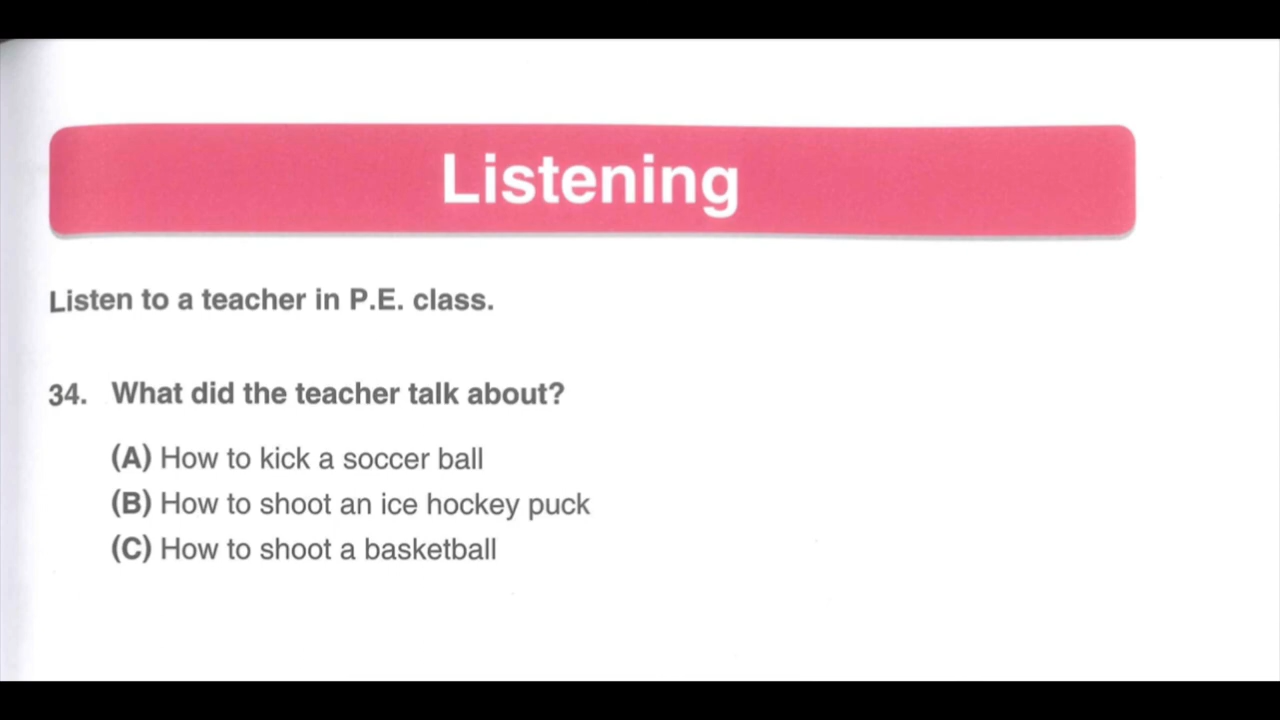 Listening
Listen to a teacher in P.E. class.
34. What did the teacher talk about?
(A) How to kick a soccer ball
(B) How to shoot an ice hockey puck
(C) How to shoot a basketball